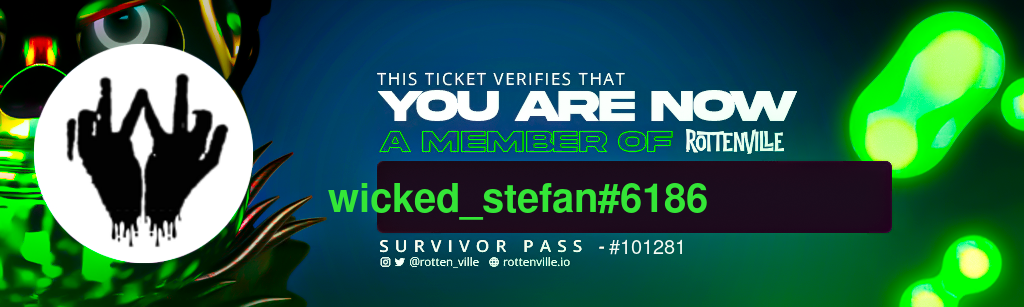 THIS TICKET VERIFIES THAT
YOU ARE NOW
A MEMBER OF ROTTENVILLE
wicked_stefan#6186
SURVIVOR PASS - #101281
@rotten_ville rottenville.io